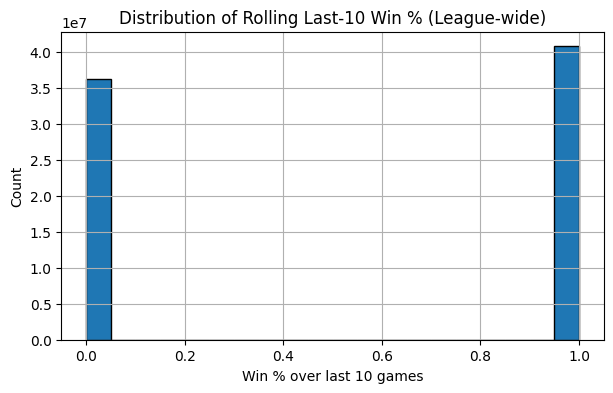 Distribution of Rolling Last-10 Win % (League-wide)
1e7
4.0
3.5
3.0
2.5
2.0
1.5
1.0
0.5
0.0
Count
0.0 0.2 0.4 0.6 0.8 1.0
Win % over last 10 games